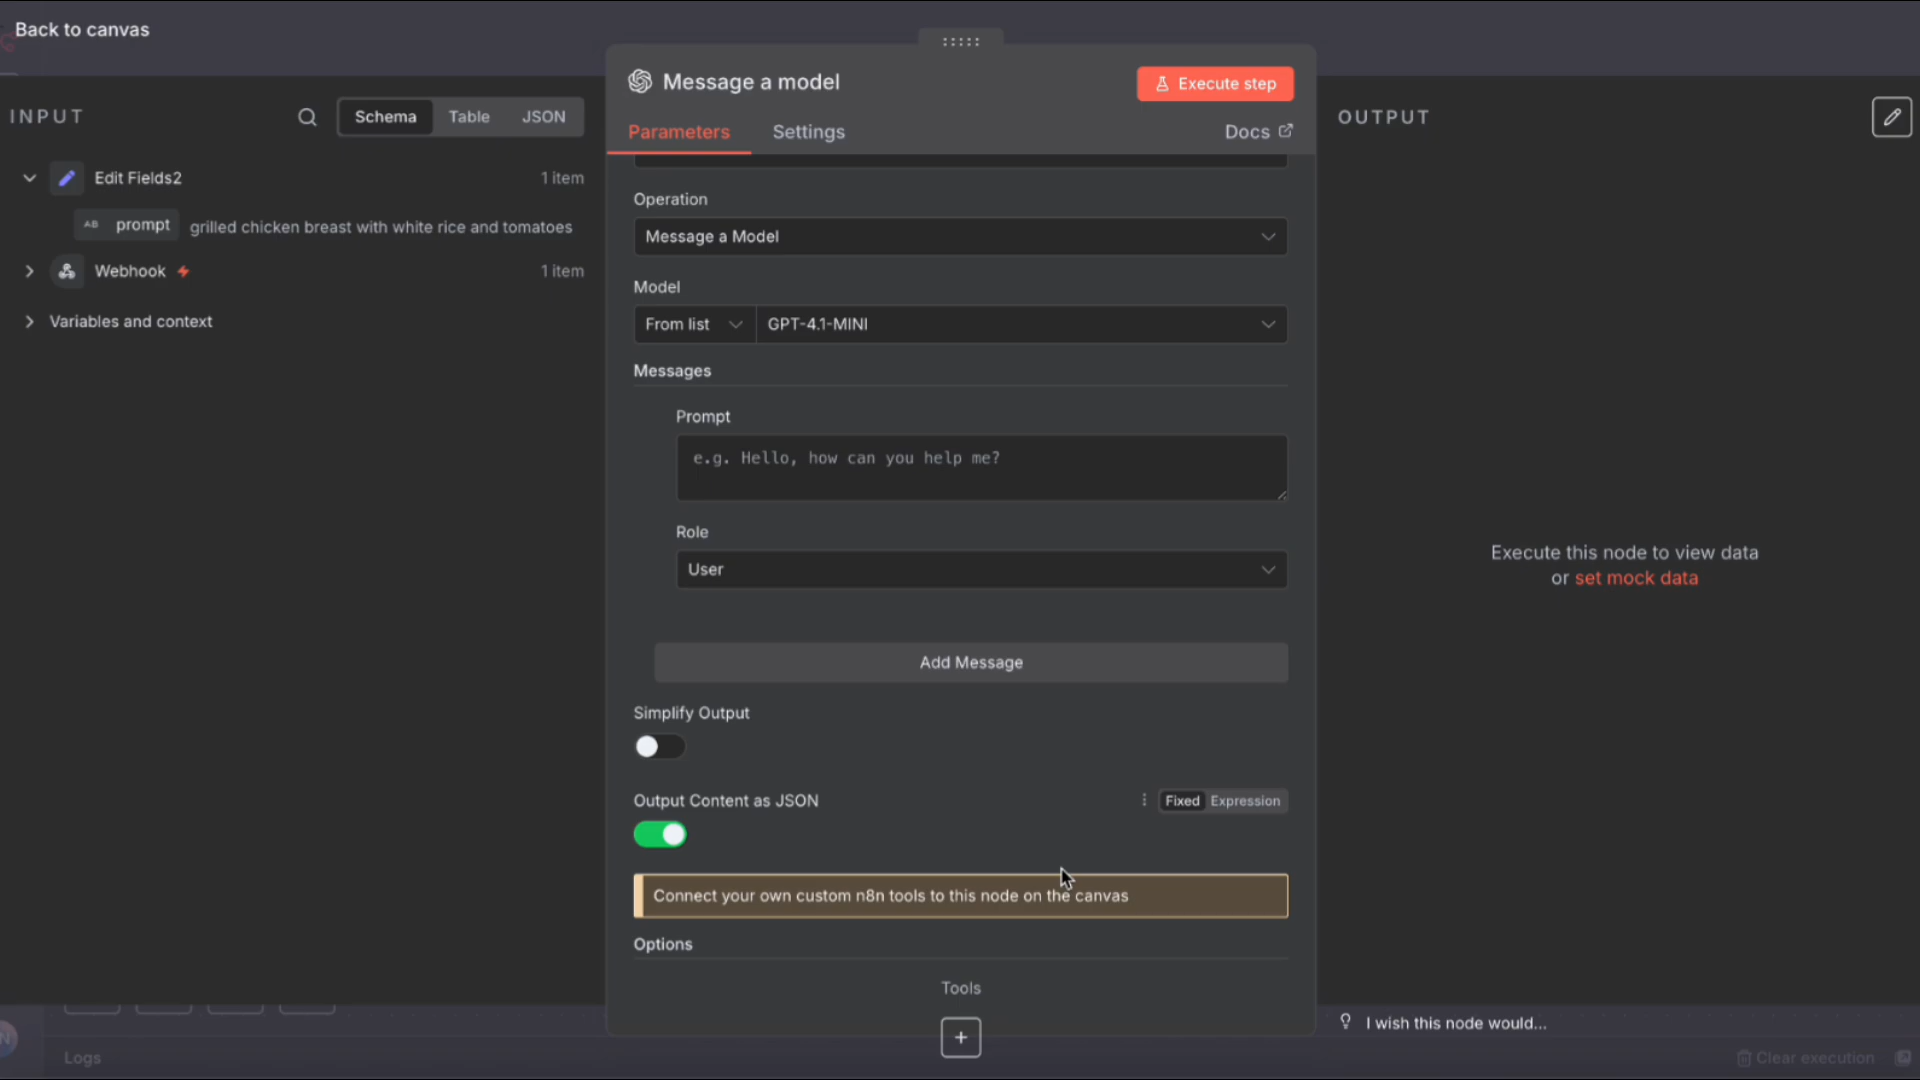 Back to canvas
Message a model
Execute step
INPUT
Schema
Table
JSON
Parameters
Settings
Docs
OUTPUT
Edit Fields2
1 item
AB prompt
grilled chicken breast with white rice and tomatoes
Webhook
1 item
Variables and context
Operation
Message a Model
Model
From list
GPT-4.1-MINI
Messages
Prompt
e.g. Hello, how can you help me?
Role
User
Add Message
Simplify Output
Output Content as JSON
Fixed
Expression
Connect your own custom n8n tools to this node on the canvas
Options
Tools
Execute this node to view data
or set mock data
I wish this node would...
N
Logs
Clear execution